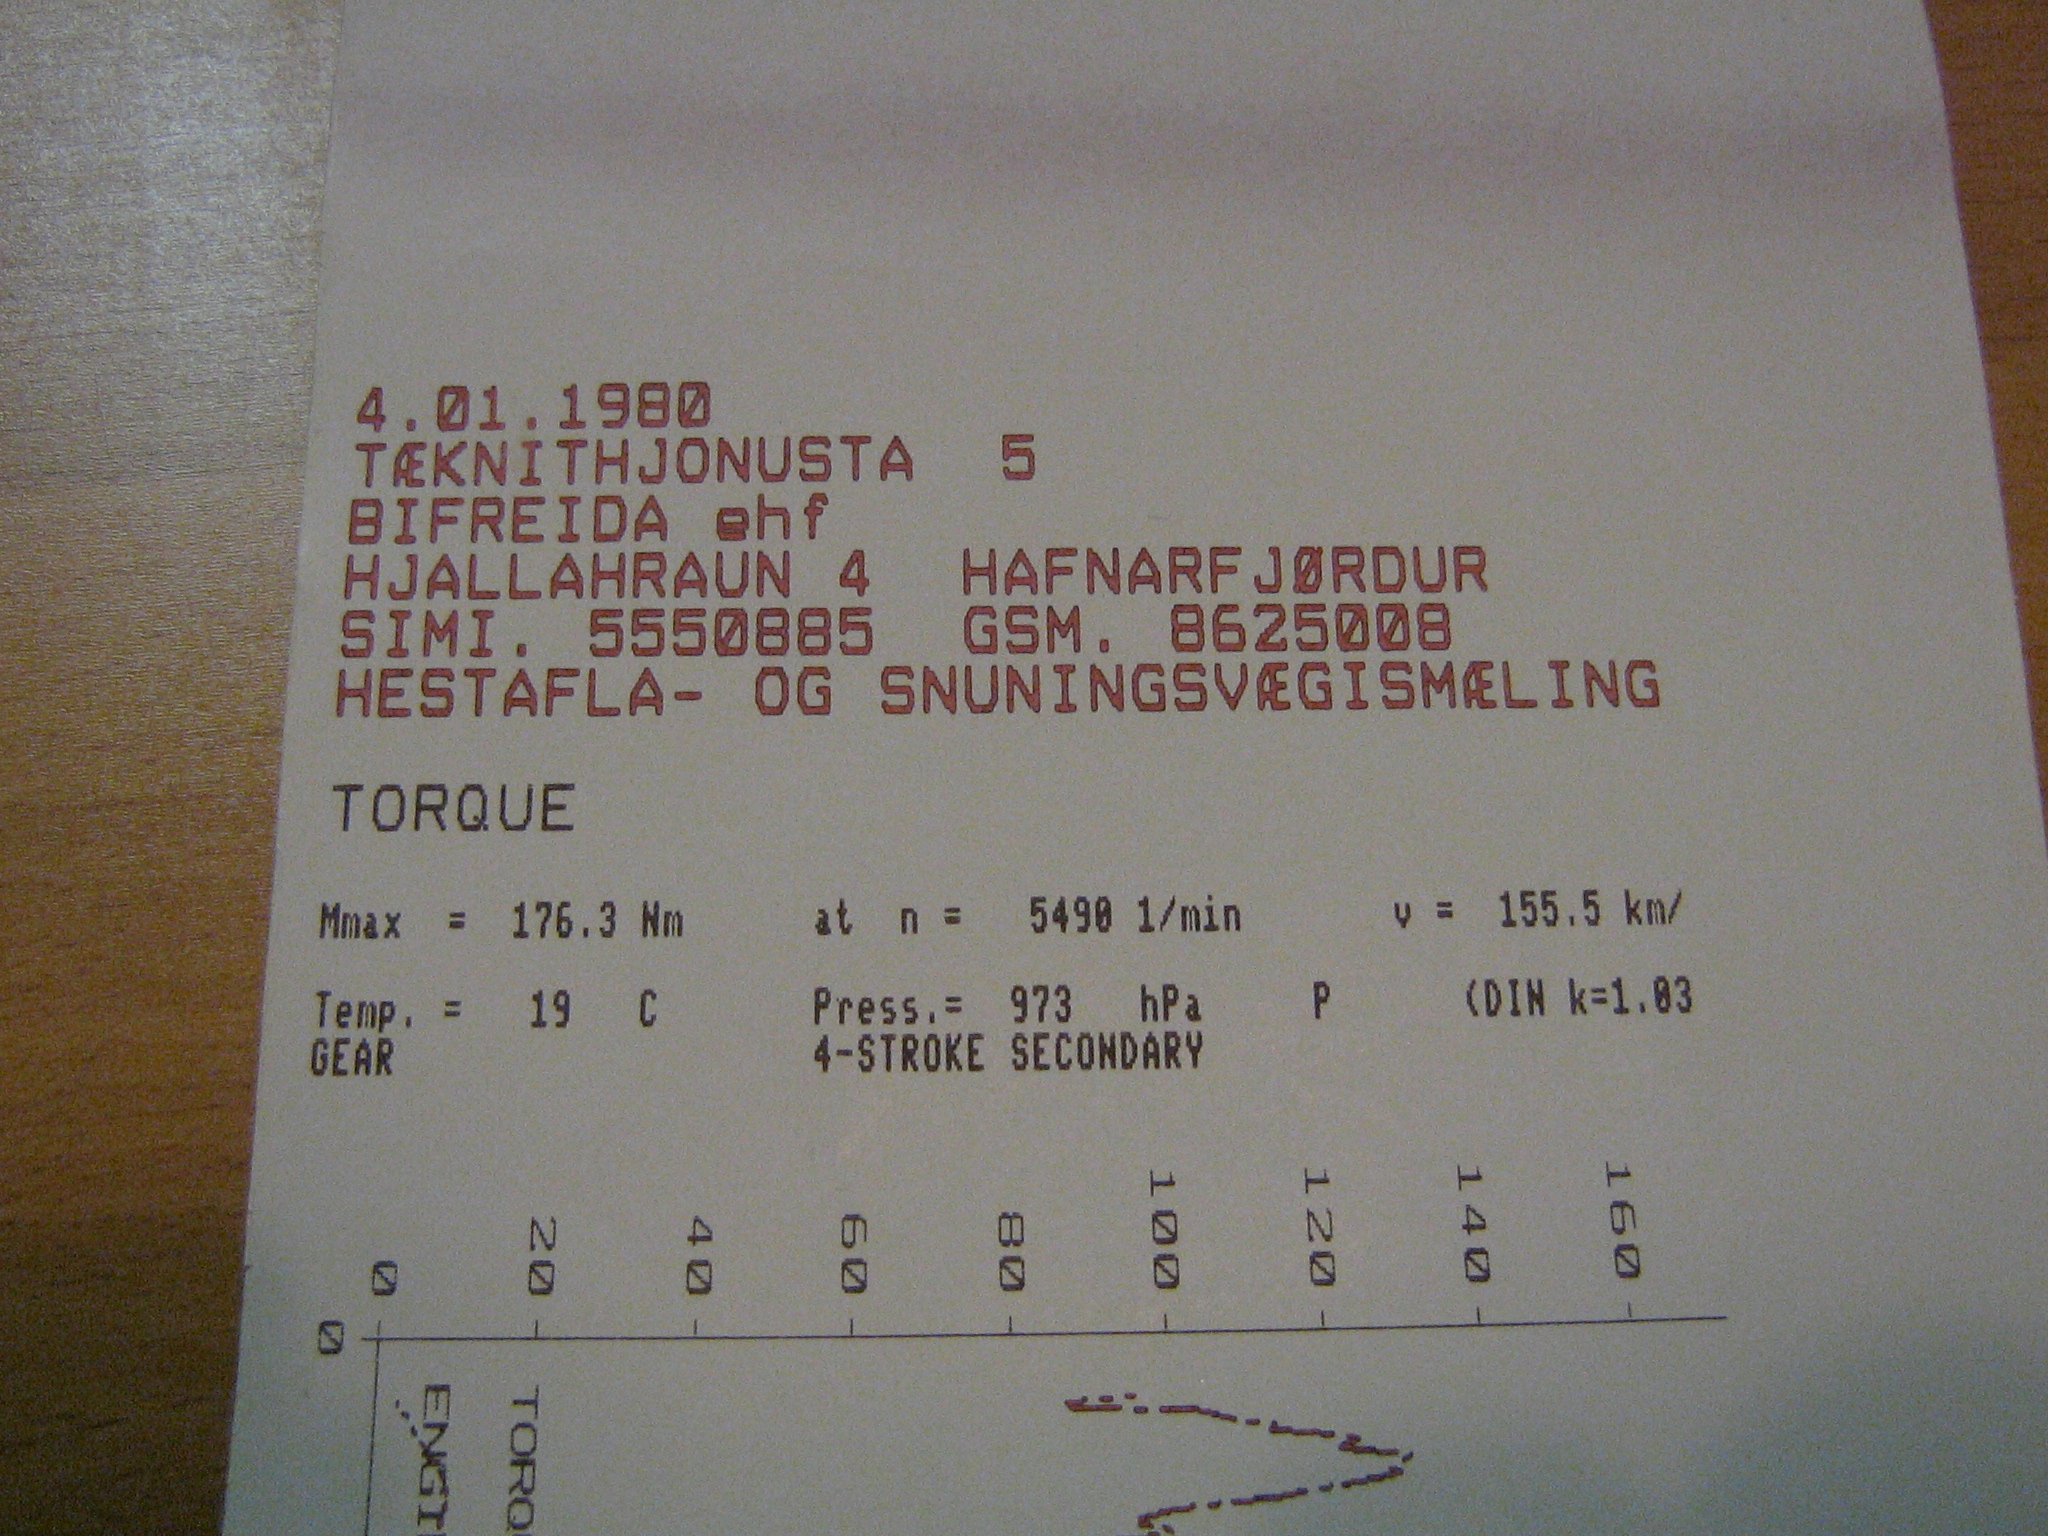 4.01.1980
TÆKNITHJONUSTA 5
BIFREIDA ehf
HJALLAHRAUN 4 HAFNARFJØRDUR
SIMI. 5550885 GSM. 8625008
HESTAFLA- OG SNUNINGSVÆGISMÆLING
TORQUE
Mmax = 176.3 Nm at n = 5490 1/min v = 155.5 km/
Temp. = 19 C Press.= 973 hPa P (DIN k=1.03
GEAR 4-STROKE SECONDARY
0 20 40 60 80 100 120 140 160
0